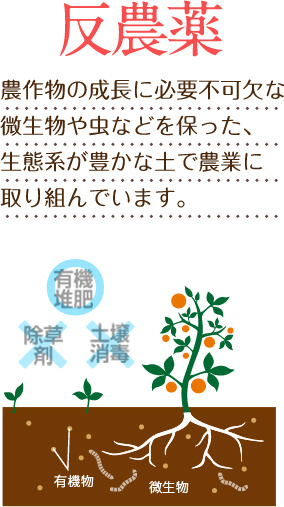 反農薬
農作物の成長に必要不可欠な
微生物や虫などを保った、
生態系が豊かな土で農業に
取り組んでいます。
有機
堆肥
除草
剤
土壌
消毒
有機物
微生物